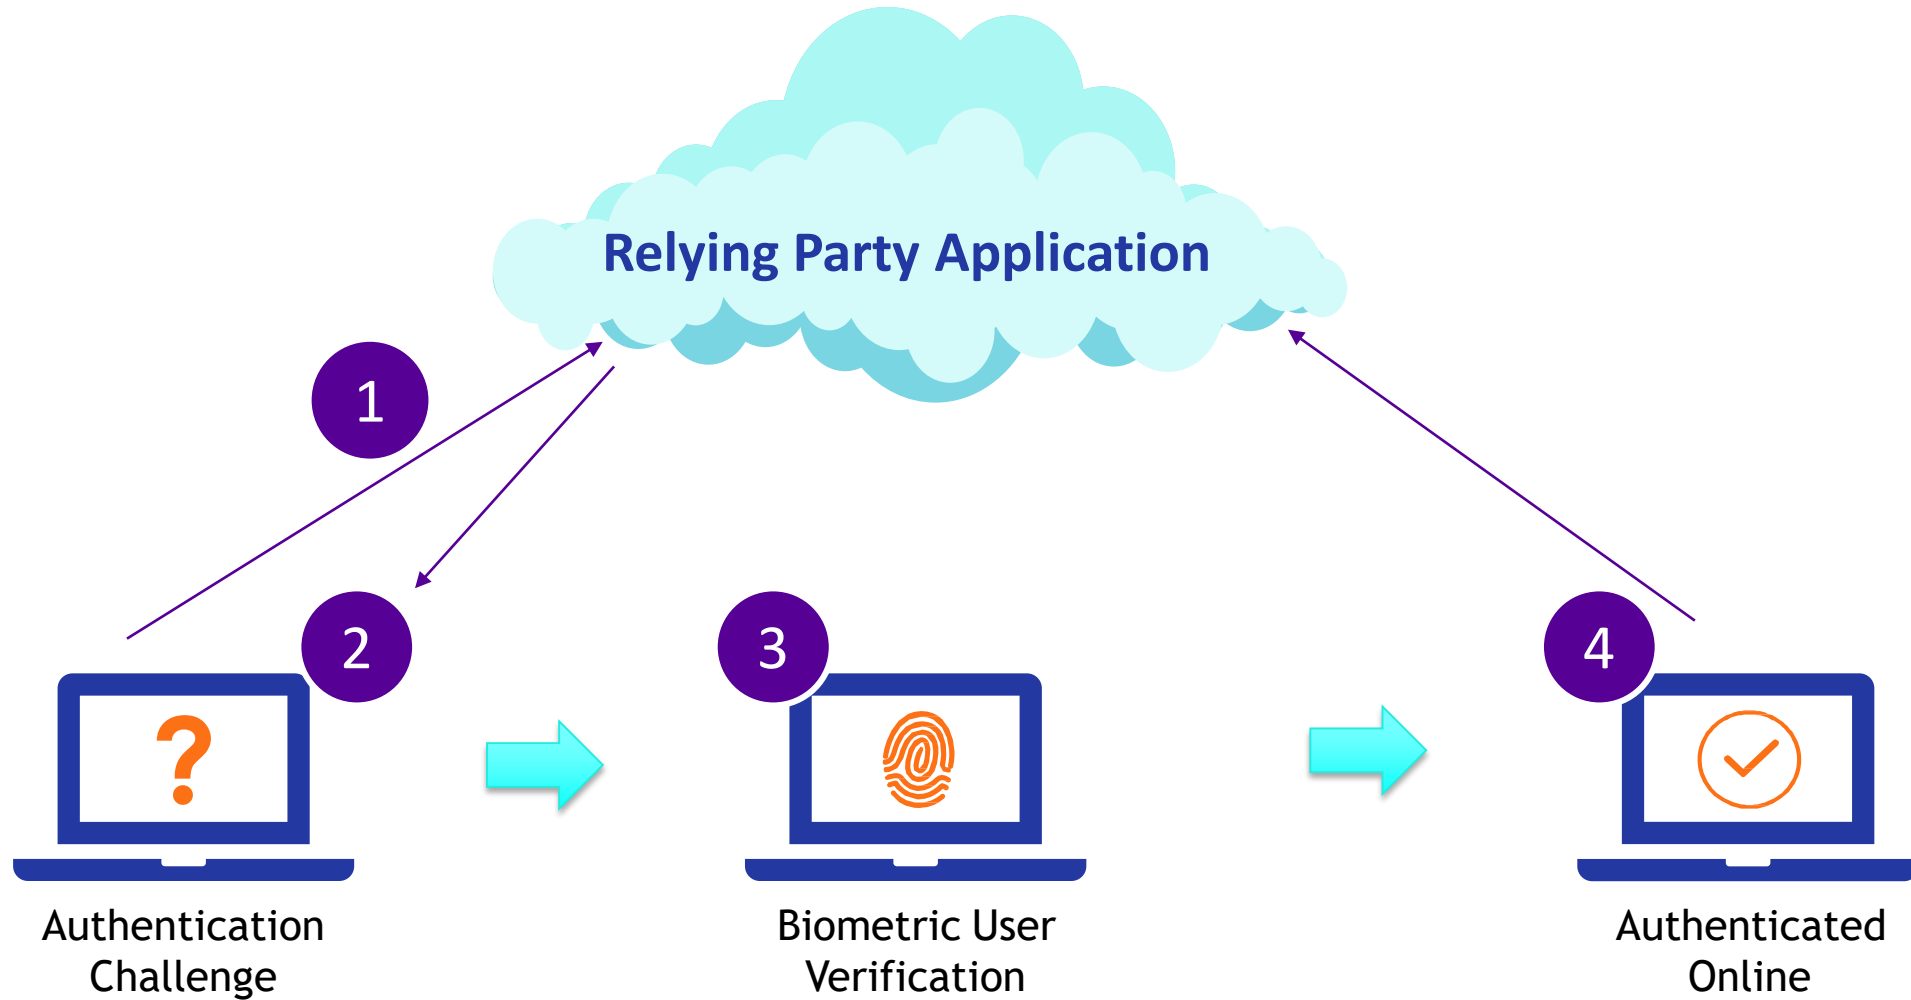 Relying Party Application
1
2
3
4
?
Authentication
Challenge
Biometric User
Verification
Authenticated
Online